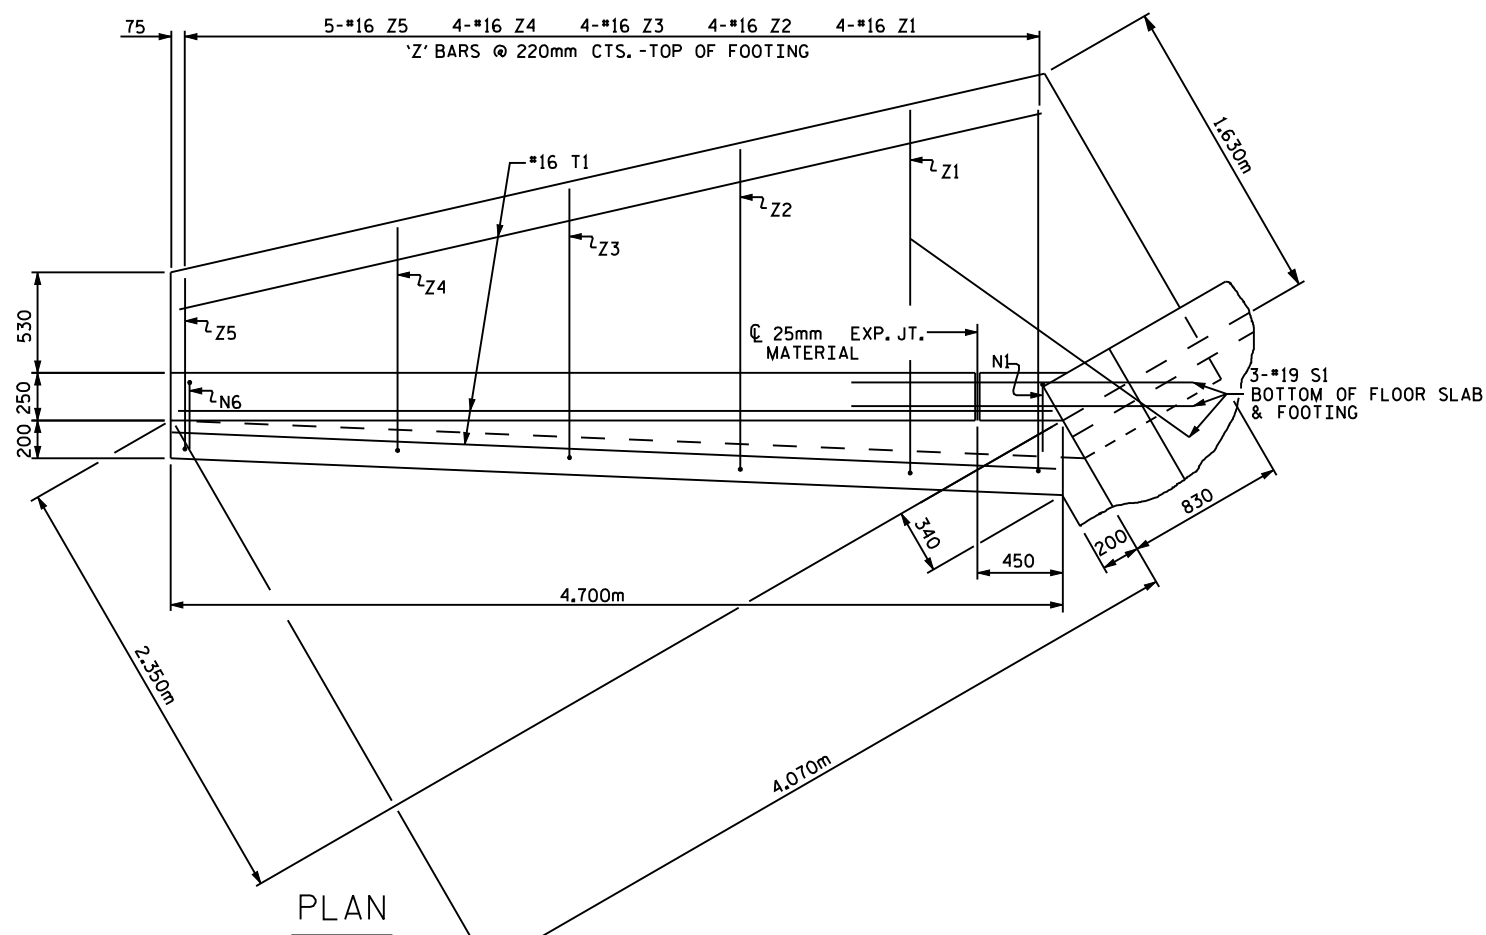 75
5-#16 Z5 4-#16 Z4 4-#16 Z3 4-#16 Z2 4-#16 Z1
'Z' BARS @ 220mm CTS. -TOP OF FOOTING
1.630m
#16 T1
Z1
Z2
Z3
Z4
Z5
530
℄ 25mm EXP. JT.
MATERIAL
N1
3-#19 S1
BOTTOM OF FLOOR SLAB
& FOOTING
250
N6
200
830
340
200
450
4.700m
2.350m
4.070m
PLAN